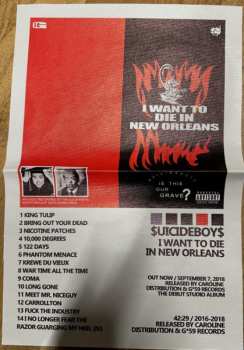 I WANT TO
DIE IN
NEW ORLEANS
IS THIS
OUR
GRAVE?
PARENTAL
ADVISORY
EXPLICIT CONTENT
1 KING TULIP
2 BRING OUT YOUR DEAD
3 NICOTINE PATCHES
4 10,000 DEGREES
5 122 DAYS
6 PHANTOM MENACE
7 KREWE DU VIEUX
8 WAR TIME ALL THE TIME
9 COMA
10 LONG GONE
11 MEET MR. NICEGUY
12 CARROLLTON
13 FUCK THE INDUSTRY
14 I NO LONGER FEAR THE
RAZOR GUARDING MY HEEL (IV)
$UICIDEBOY$
I WANT TO DIE
IN NEW ORLEANS
OUT NOW / SEPTEMBER 7, 2018
RELEASED BY CAROLINE
DISTRIBUTION & G*59 RECORDS
THE DEBUT STUDIO ALBUM
42:29 / 2016-2018
RELEASED BY CAROLINE
DISTRIBUTION & G*59 RECORDS